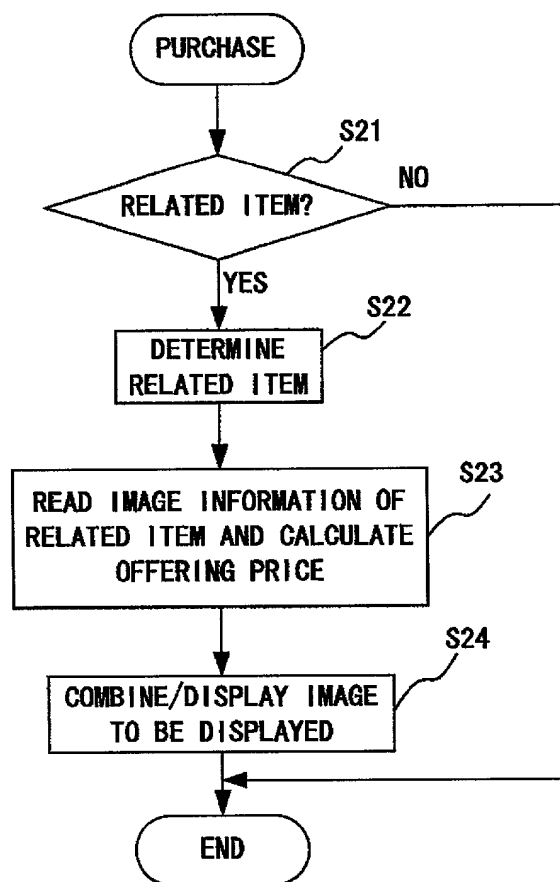 PURCHASE
S21
RELATED ITEM?
NO
YES
S22
DETERMINE
RELATED ITEM
S23
READ IMAGE INFORMATION OF
RELATED ITEM AND CALCULATE
OFFERING PRICE
S24
COMBINE/DISPLAY IMAGE
TO BE DISPLAYED
END